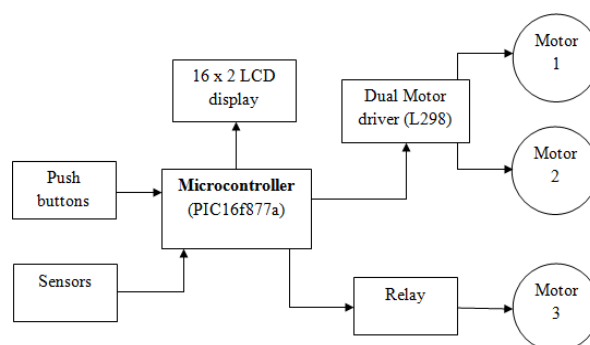 Motor
1
16 x 2 LCD
display
Dual Motor
driver (L298)
Motor
2
Push
buttons
Microcontroller
(PIC16f877a)
Sensors
Relay
Motor
3